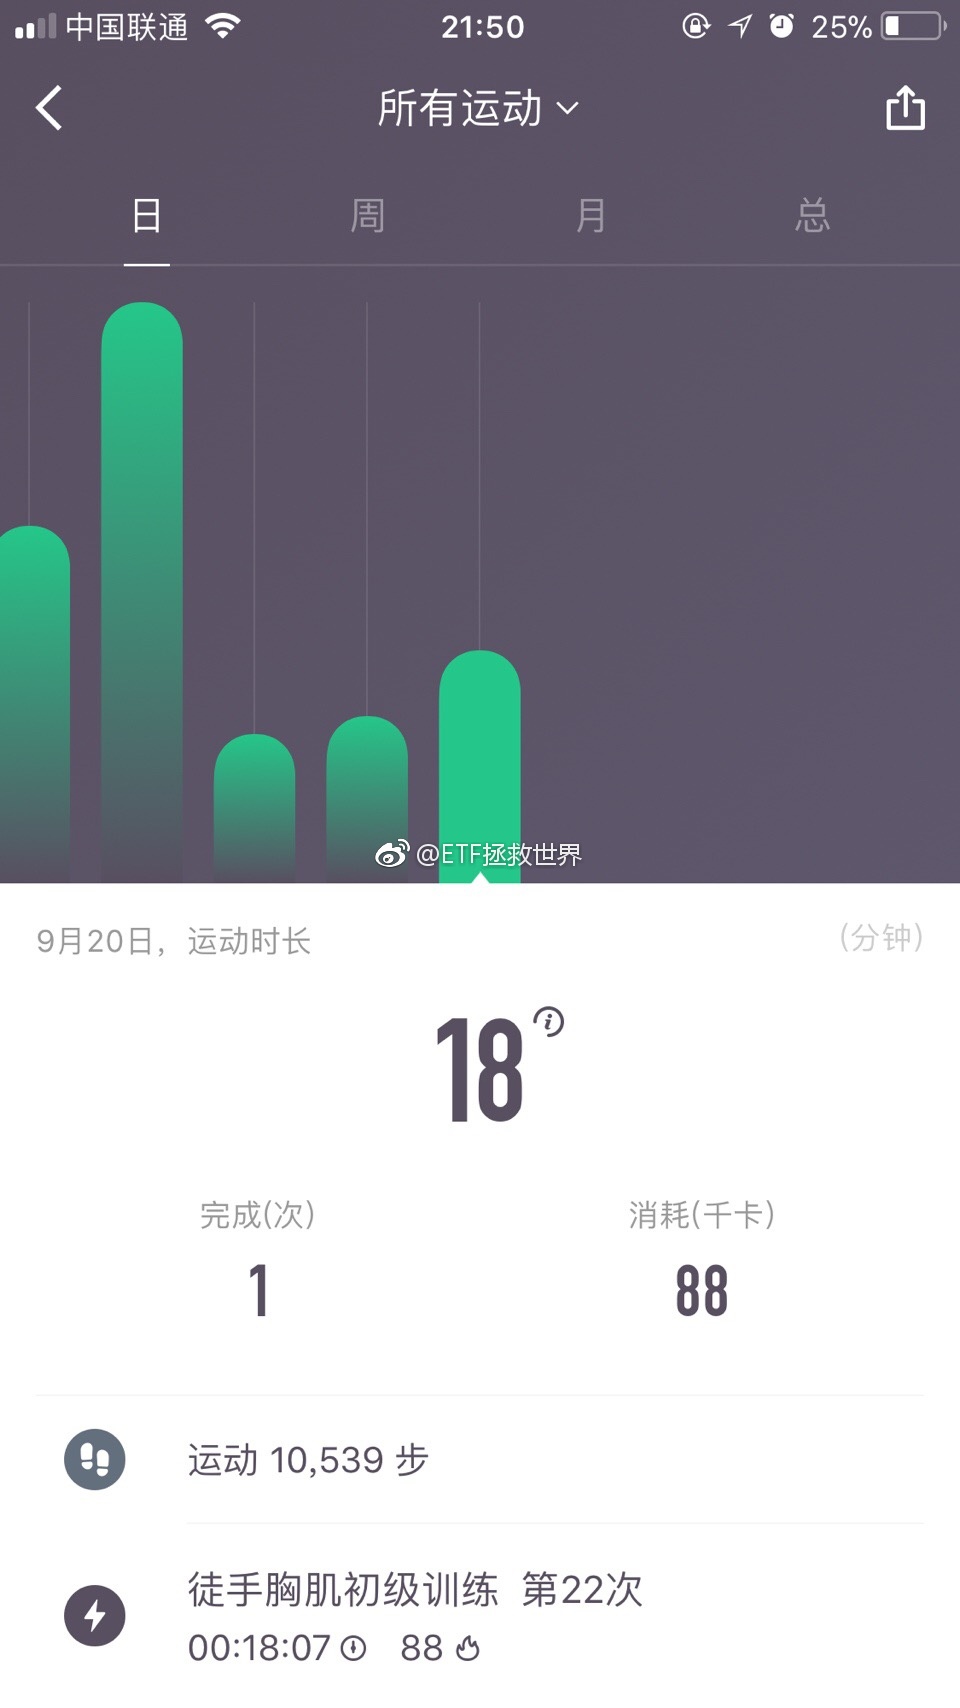 中国联通 21:50 25%
所有运动
日 周 月 总
@ETF拯救世界
9月20日，运动时长 (分钟)
18
完成(次) 消耗(千卡)
1 88
运动 10,539 步
徒手胸肌初级训练 第22次
00:18:07 88